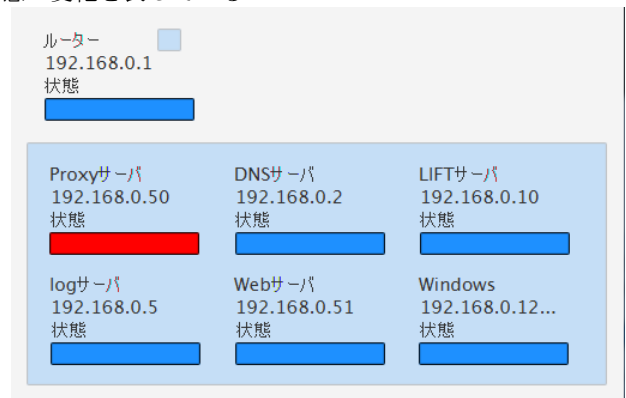 ルーター
192.168.0.1
状態
Proxyサーバ
192.168.0.50
状態
DNSサーバ
192.168.0.2
状態
LIFTサーバ
192.168.0.10
状態
logサーバ
192.168.0.5
状態
Webサーバ
192.168.0.51
状態
Windows
192.168.0.12...
状態